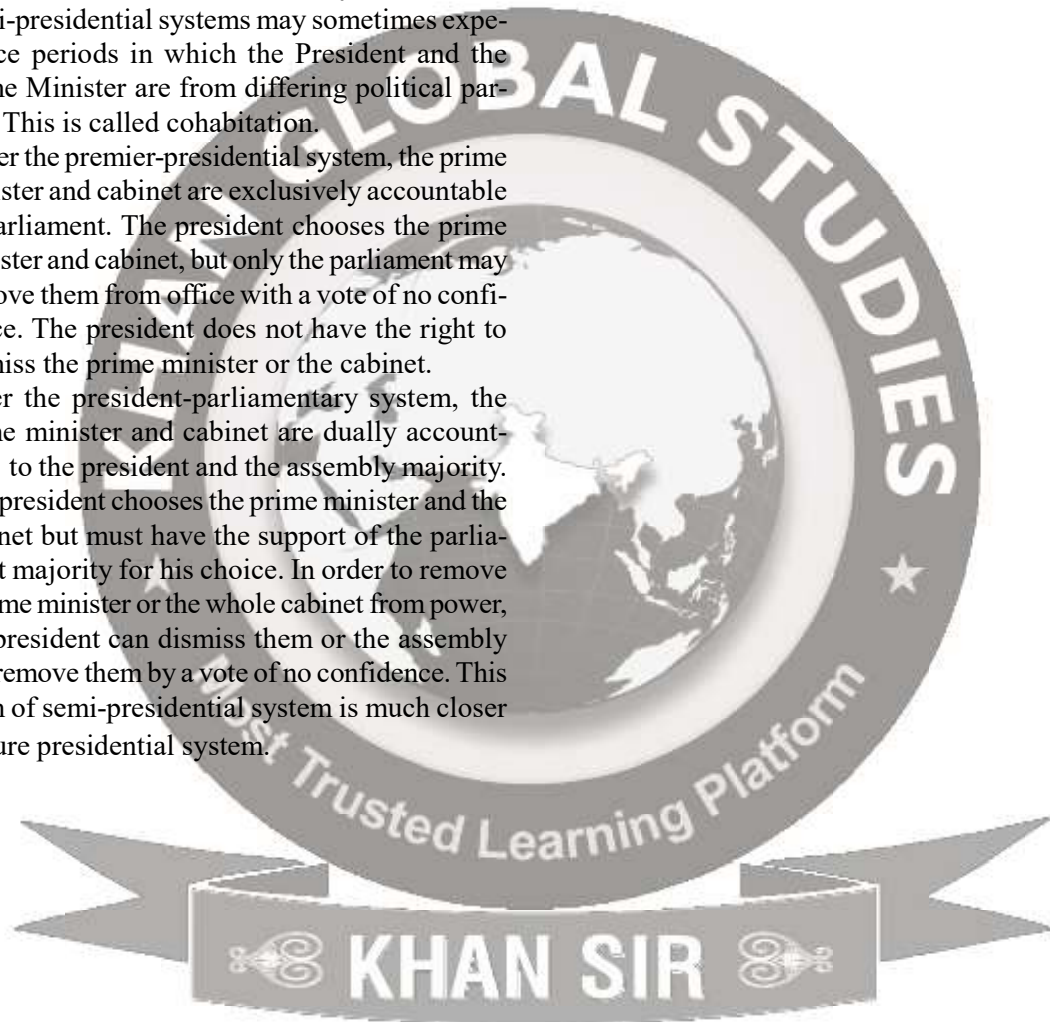 i-presidential systems may sometimes expe-
ce periods in which the President and the
ne Minister are from differing political par-
This is called cohabitation.
er the premier-presidential system, the prime
ister and cabinet are exclusively accountable
arliament. The president chooses the prime
ister and cabinet, but only the parliament may
ove them from office with a vote of no confi-
ce. The president does not have the right to
niss the prime minister or the cabinet.
er the president-parliamentary system, the
ne minister and cabinet are dually account-
to the president and the assembly majority.
president chooses the prime minister and the
inet but must have the support of the parlia-
t majority for his choice. In order to remove
ime minister or the whole cabinet from power,
president can dismiss them or the assembly
remove them by a vote of no confidence. This
n of semi-presidential system is much closer
ure presidential system.
KHAN GLOBAL STUDIES
Most Trusted Learning Platform
KHAN SIR